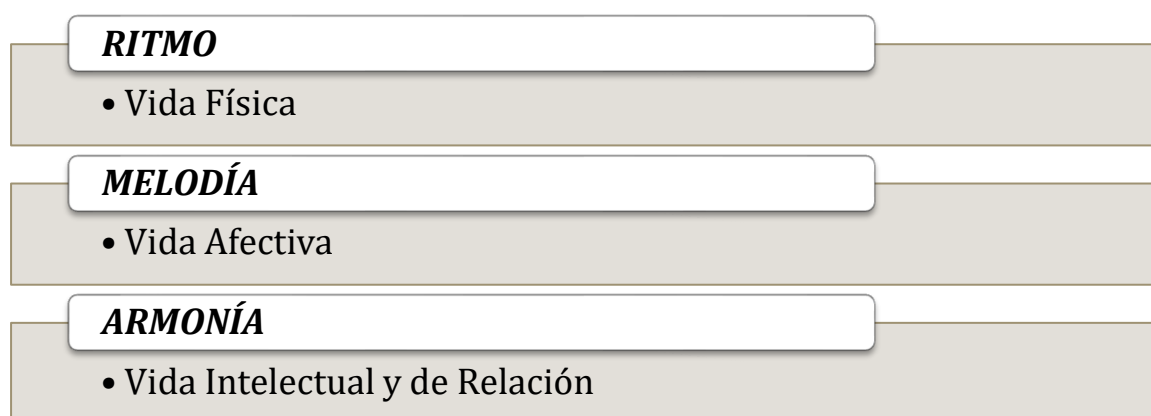 RITMO
• Vida Física
MELODÍA
• Vida Afectiva
ARMONÍA
• Vida Intelectual y de Relación